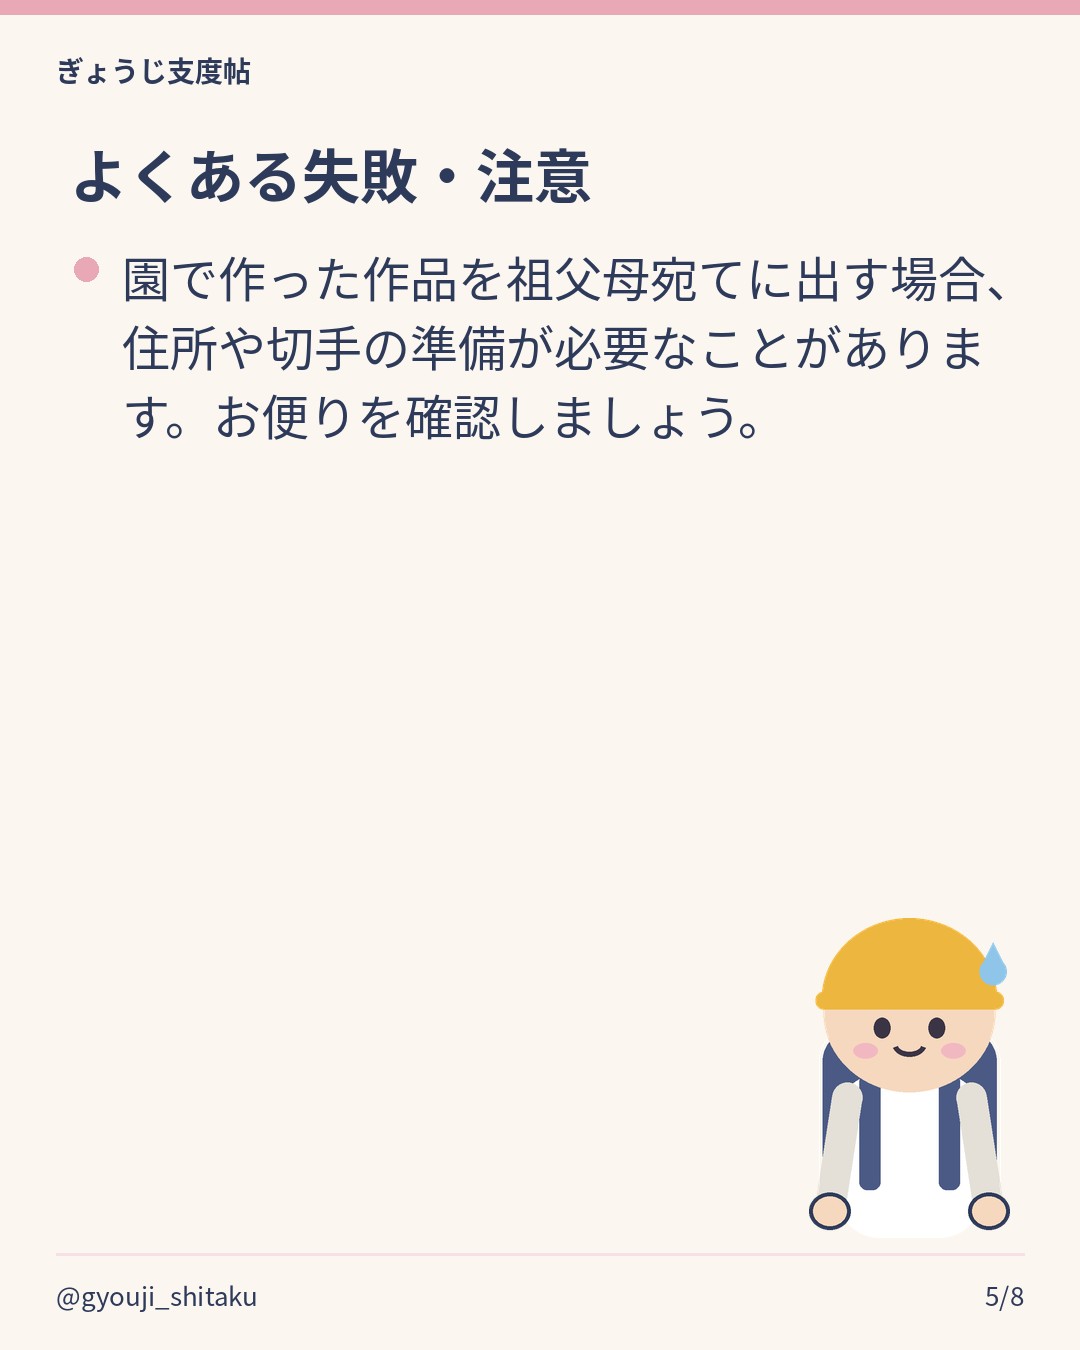 ぎょうじ支度帖
よくある失敗・注意
園で作った作品を祖父母宛てに出す場合、
住所や切手の準備が必要なことがありま
す。お便りを確認しましょう。
@gyouji_shitaku
5/8